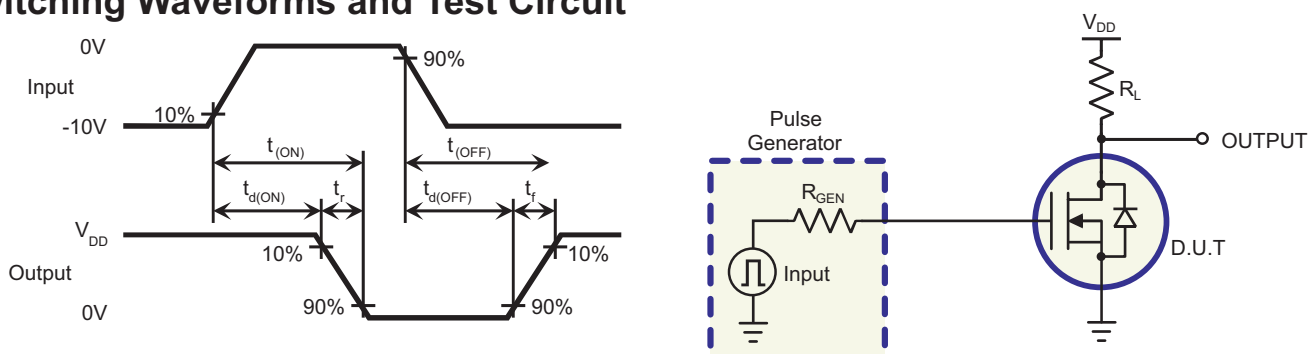 itching Waveforms and Test Circuit
0V
Input
-10V
10%
90%
t(ON)
t(OFF)
td(ON)
tr
td(OFF)
tf
VDD
Output
0V
10%
90%
10%
90%
Pulse
Generator
RGEN
Input
VDD
RL
OUTPUT
D.U.T